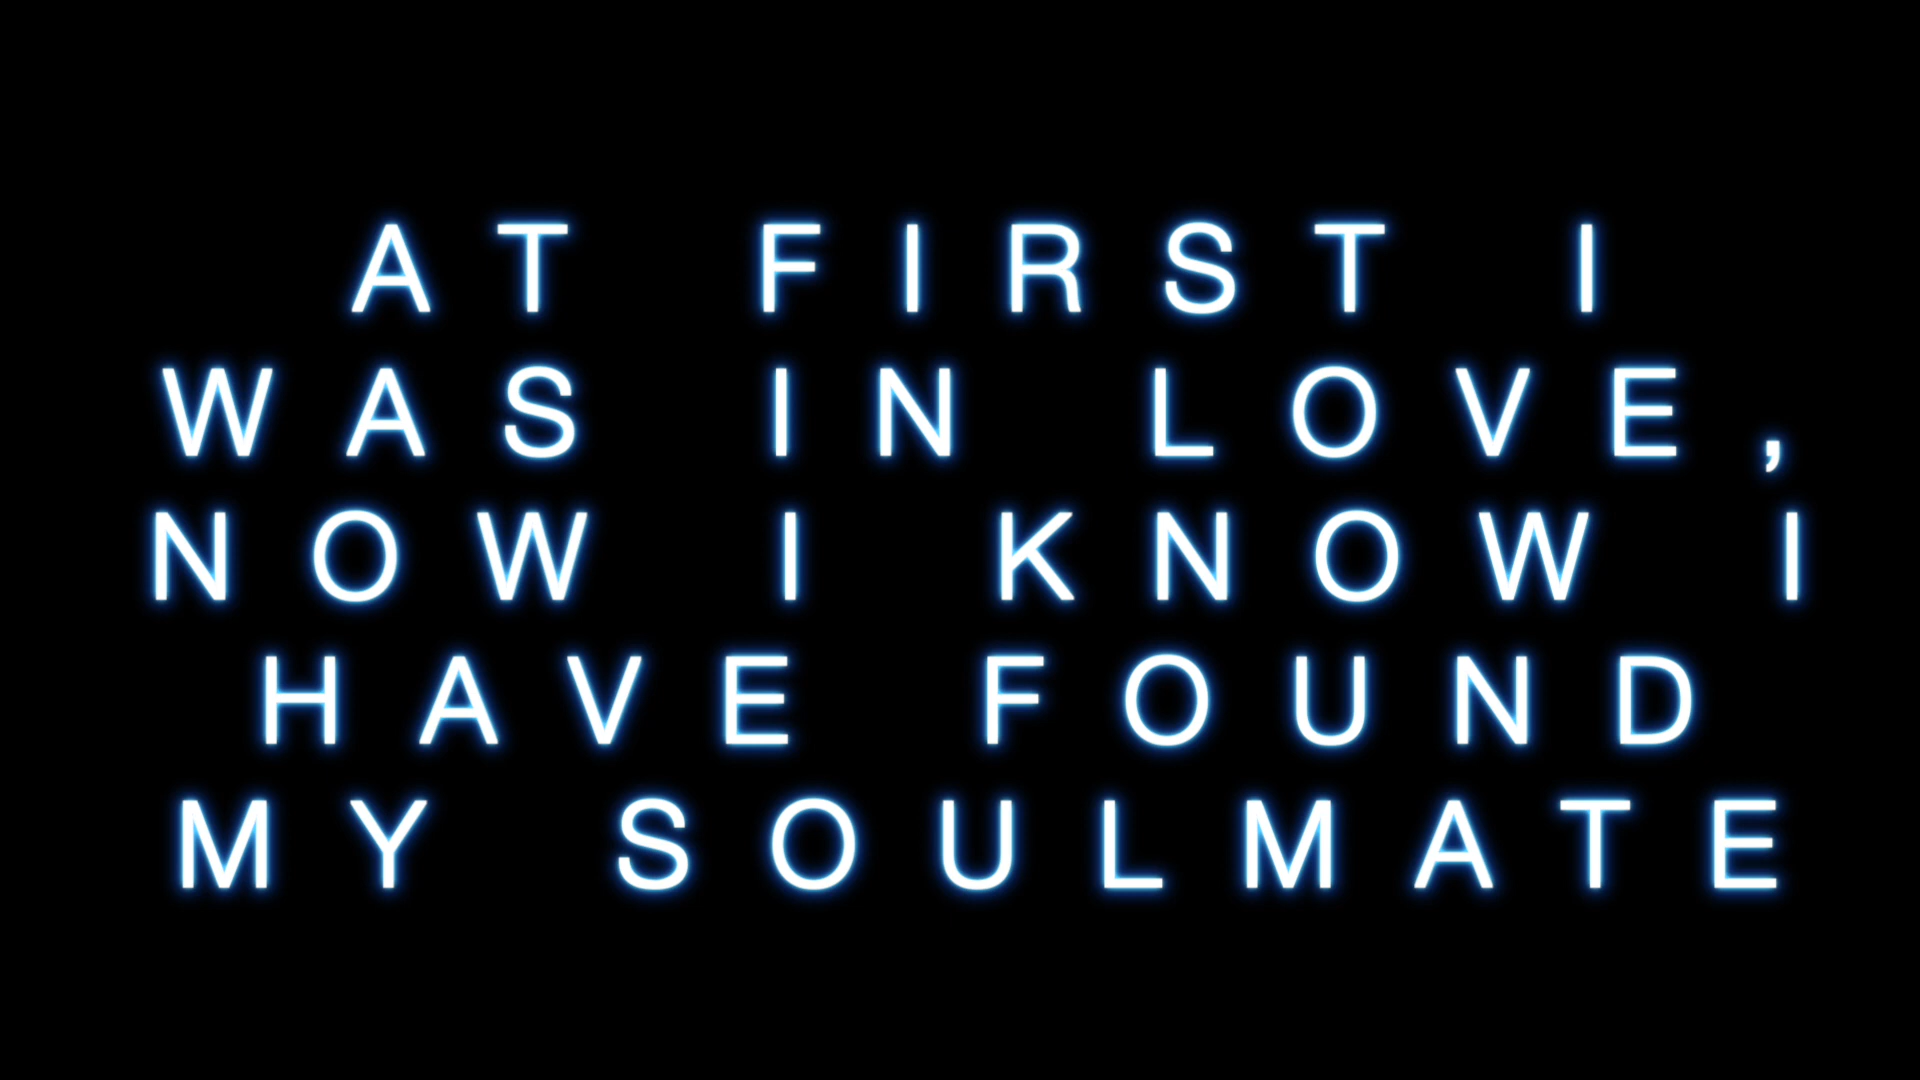 AT FIRST I
WAS IN LOVE,
NOW I KNOW I
HAVE FOUND
MY SOULMATE